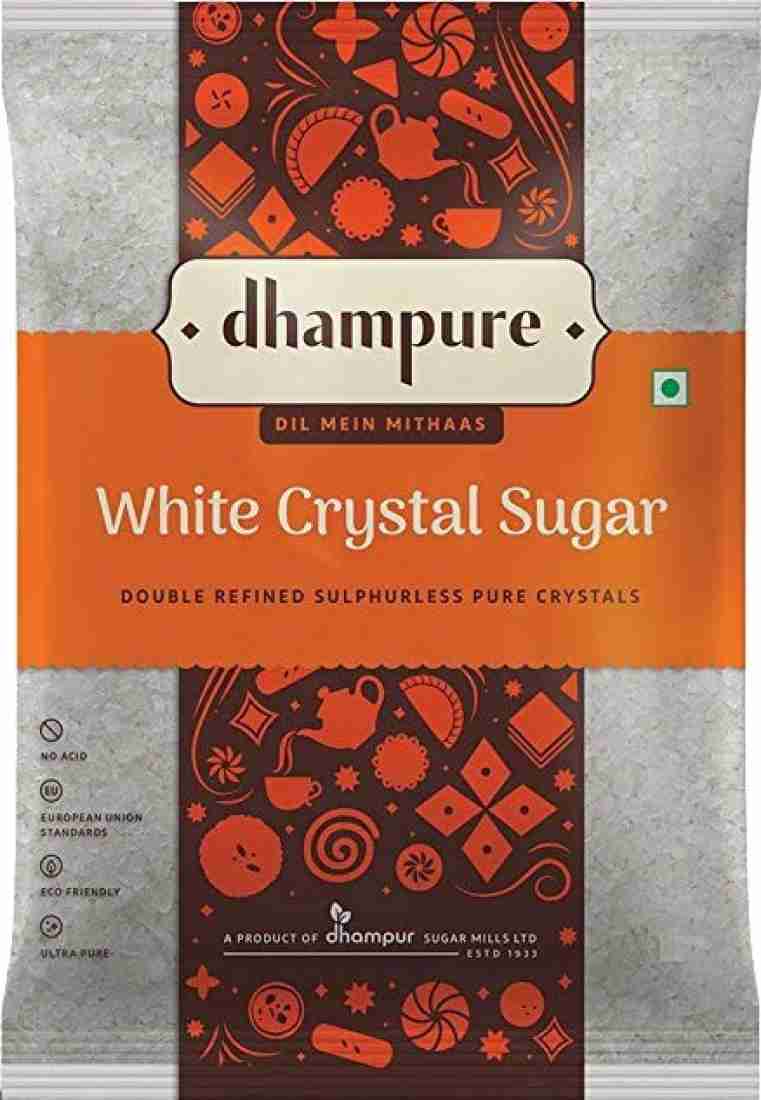 dhampure
DIL MEIN MITHAAS
White Crystal Sugar
DOUBLE REFINED SULPHURLESS PURE CRYSTALS
NO ACID
EU
EUROPEAN UNION
STANDARDS
ECO FRIENDLY
ULTRA PURE
A PRODUCT OF dhampur SUGAR MILLS LTD
ESTD 1933